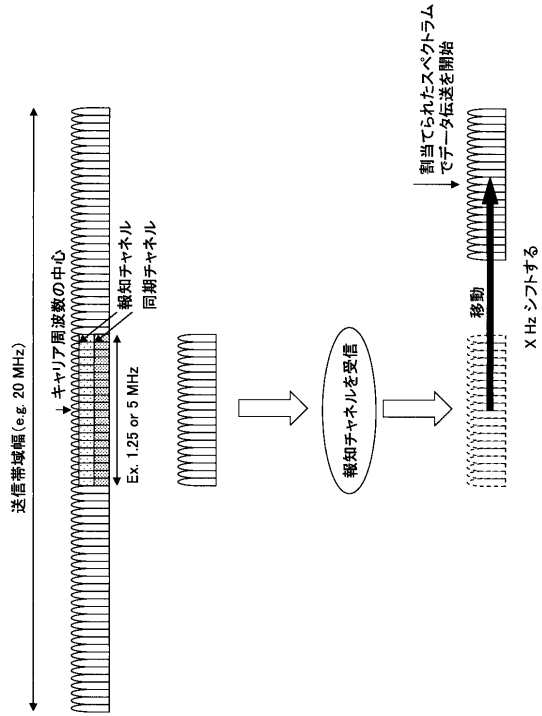 送信帯域幅(e.g. 20 MHz)
キャリア周波数の中心
報知チャネル
同期チャネル
Ex. 1.25 or 5 MHz
報知チャネルを受信
割当てられたスペクトラム
でデータ伝送を開始
移動
X Hz シフトする